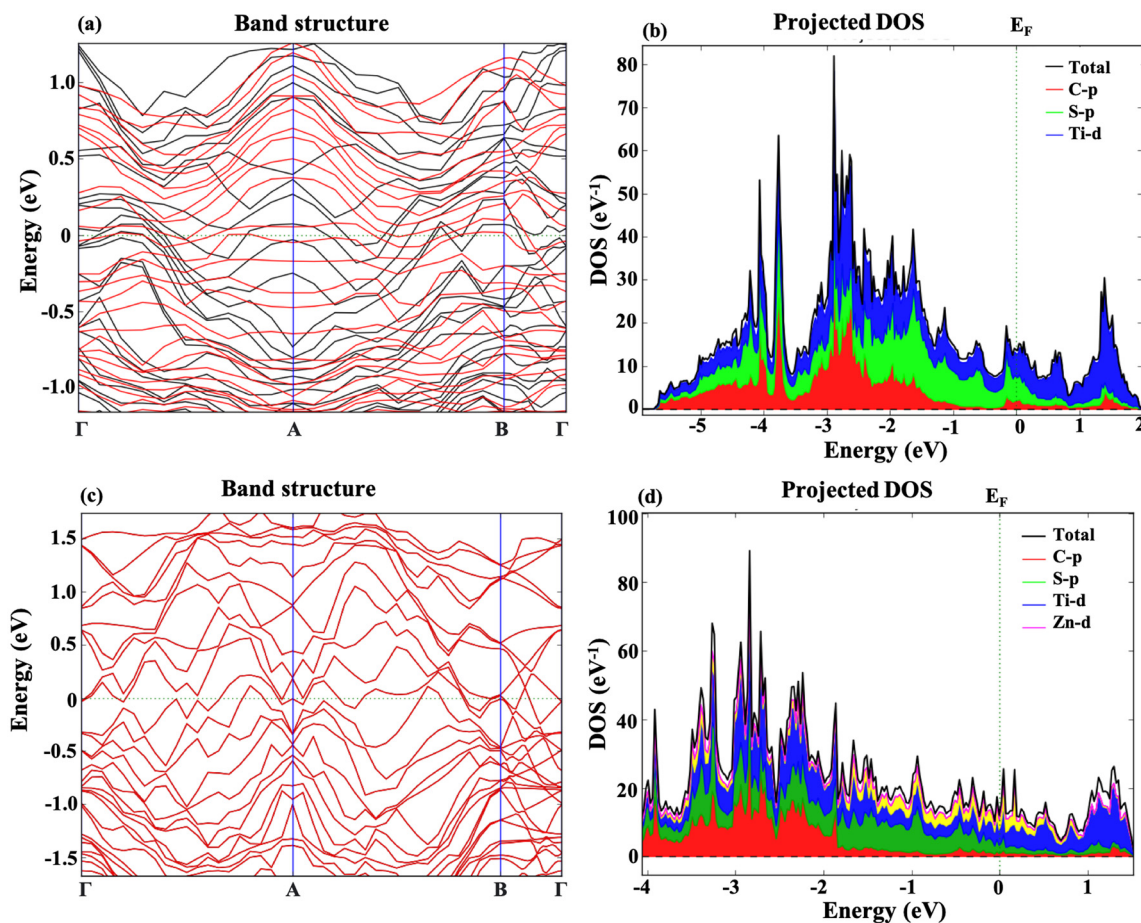 (a) Band structure
1.0
0.5
0
-0.5
-1.0
Energy (eV)
Γ A B Γ
(b) Projected DOS E_F
80
70
60
50
40
30
20
10
0
DOS (eV⁻¹)
Total
C-p
S-p
Ti-d
-5 -4 -3 -2 -1 0 1 2
Energy (eV)
(c) Band structure
1.5
1.0
0.5
0
-0.5
-1.0
-1.5
Energy (eV)
Γ A B Γ
(d) Projected DOS E_F
100
80
60
40
20
0
DOS (eV⁻¹)
Total
C-p
S-p
Ti-d
Zn-d
-4 -3 -2 -1 0 1
Energy (eV)